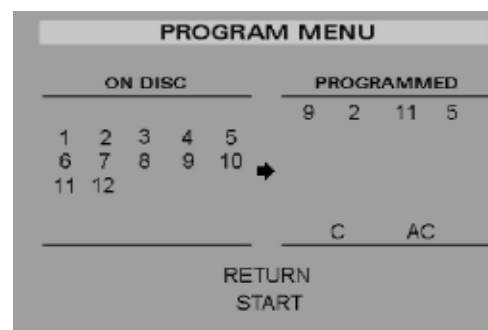 PROGRAM MENU
ON DISC PROGRAMMED
9 2 11 5
1 2 3 4 5
6 7 8 9 10
11 12
C AC
RETURN
START